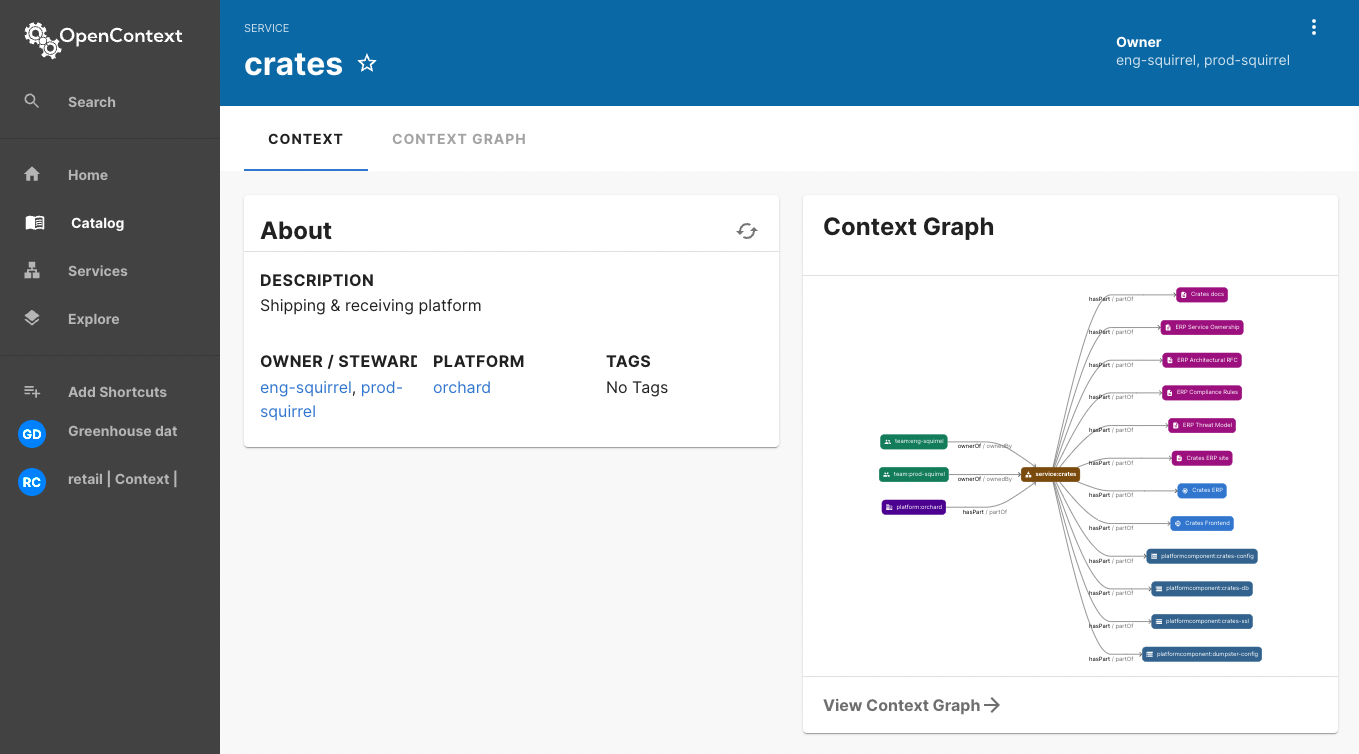 OpenContext
Search
Home
Catalog
Services
Explore
Add Shortcuts
GD Greenhouse dat
RC retail | Context |
SERVICE
crates
Owner
eng-squirrel, prod-squirrel
CONTEXT CONTEXT GRAPH
About
DESCRIPTION
Shipping & receiving platform
OWNER / STEWARD
eng-squirrel, prod-
squirrel
PLATFORM
orchard
TAGS
No Tags
Context Graph
team:eng-squirrel
ownerOf / ownedBy
team:prod-squirrel
ownerOf / ownedBy
platform:orchard
hasPart / partOf
service:crates
hasPart / partOf
Crates docs
hasPart / partOf
ERP Service Ownership
hasPart / partOf
ERP Architectural RFC
hasPart / partOf
ERP Compliance Rules
hasPart / partOf
ERP Threat Model
hasPart / partOf
Crates ERP site
hasPart / partOf
Crates ERP
hasPart / partOf
Crates Frontend
hasPart / partOf
platformcomponent:crates-config
hasPart / partOf
platformcomponent:crates-db
hasPart / partOf
platformcomponent:crates-ssl
hasPart / partOf
platformcomponent:dumpster-config
View Context Graph